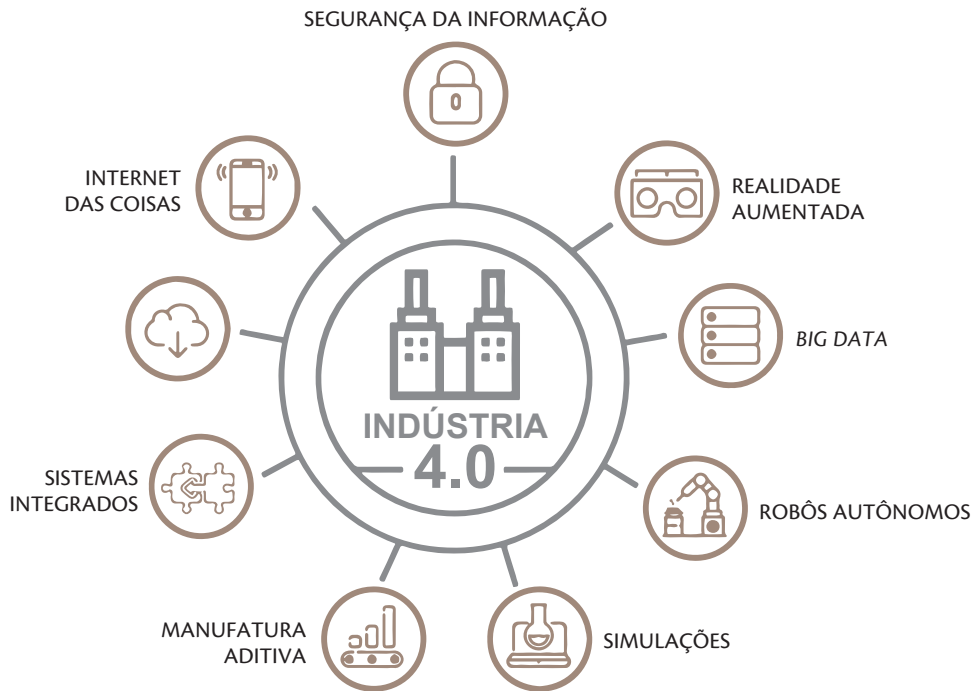 SEGURANÇA DA INFORMAÇÃO
INTERNET
DAS COISAS
REALIDADE
AUMENTADA
BIG DATA
INDÚSTRIA
4.0
SISTEMAS
INTEGRADOS
ROBÔS AUTÔNOMOS
MANUFATURA
ADITIVA
SIMULAÇÕES